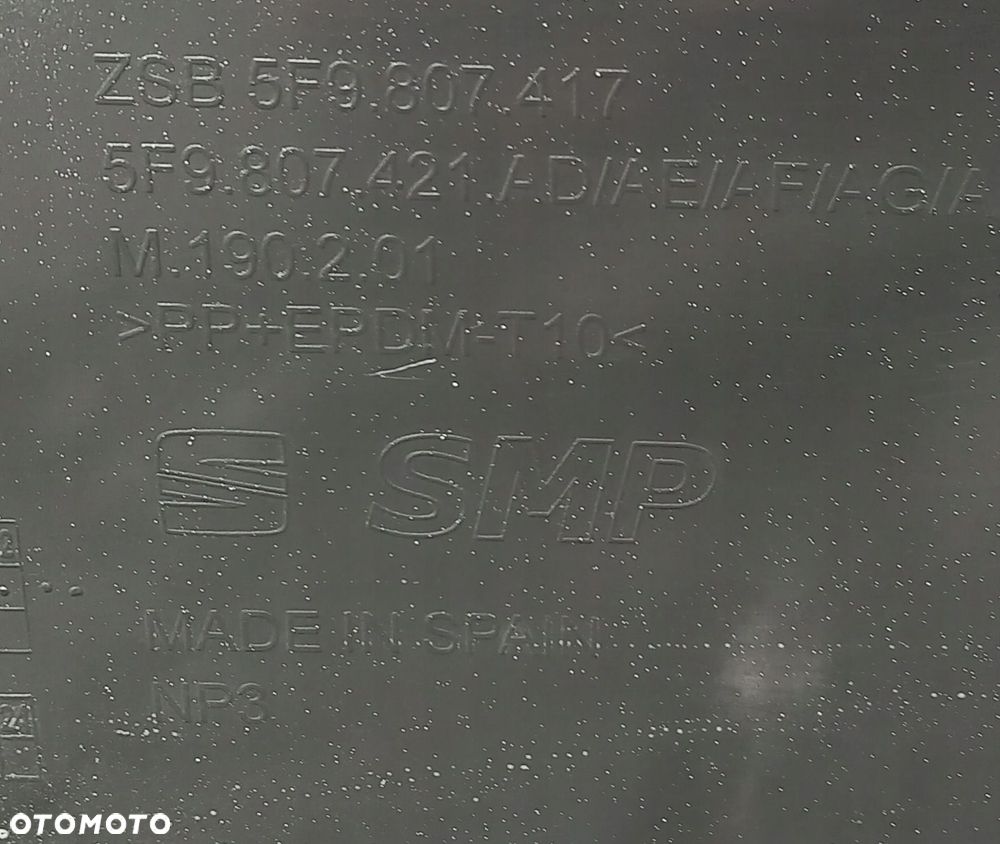 ZSB 5F9.807.417
5F9.807.421./AD/AE/AF/AG/A
M.190.2.01
>PP+EPDM-T10<
SMP
MADE IN SPAIN
NP3
OTOMOTO